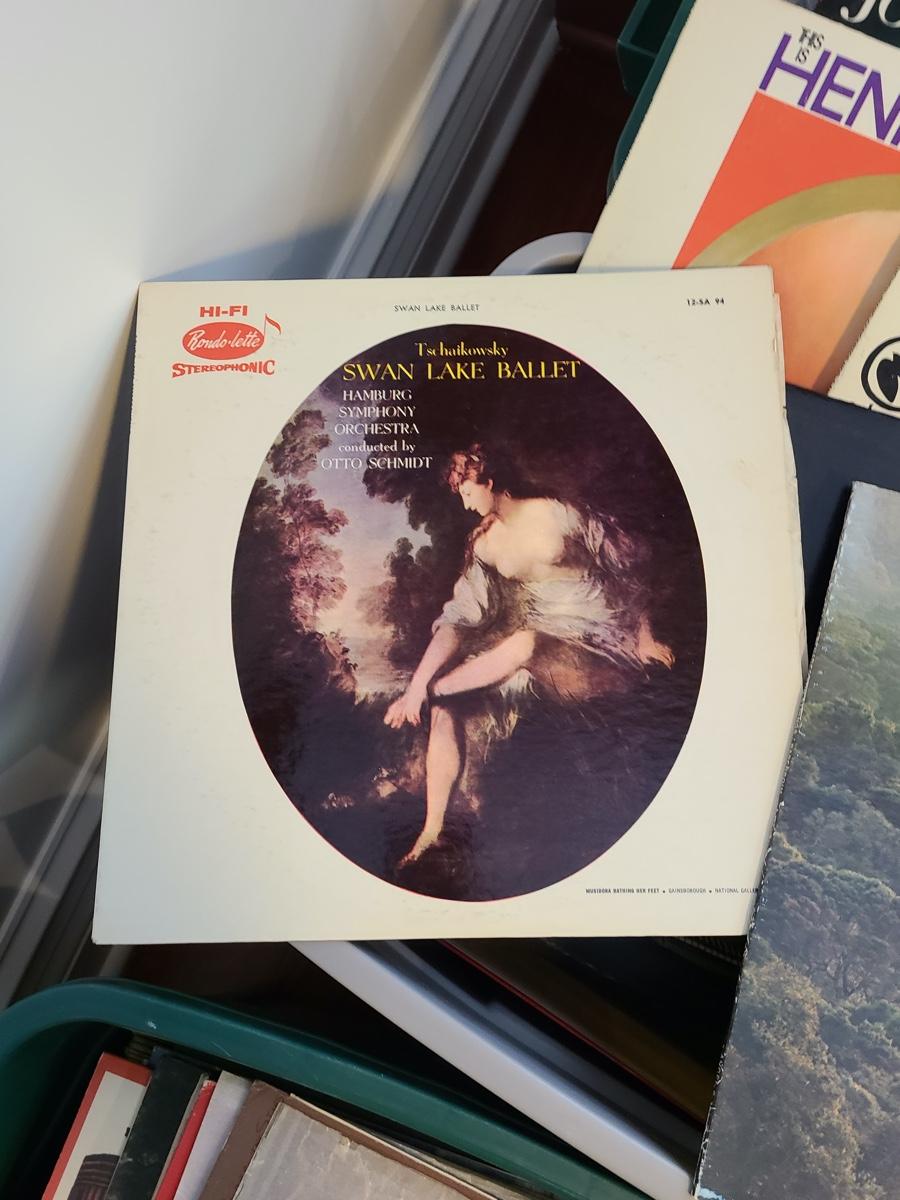 THIS
IS
HEN
HI-FI
Rondo-lette
STEREOPHONIC
SWAN LAKE BALLET
12-SA 94
Tschaikowsky
SWAN LAKE BALLET
HAMBURG
SYMPHONY
ORCHESTRA
conducted by
OTTO SCHMIDT
MUSIDORA BATHING HER FEET • GAINSBOROUGH • NATIONAL GALLE